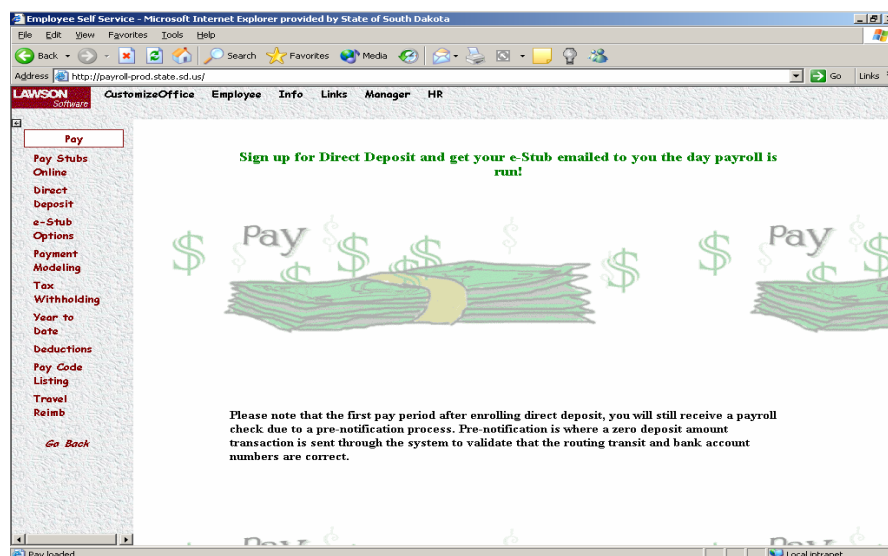 Employee Self Service - Microsoft Internet Explorer provided by State of South Dakota
File Edit View Favorites Tools Help
Back Search Favorites Media
Address http://payroll-prod.state.sd.us/ Go Links
LAWSON Software CustomizeOffice Employee Info Links Manager HR
Pay
Pay Stubs
Online
Direct
Deposit
e-Stub
Options
Payment
Modeling
Tax
Withholding
Year to
Date
Deductions
Pay Code
Listing
Travel
Reimb
Go Back
Sign up for Direct Deposit and get your e-Stub emailed to you the day payroll is
run!
Pay $ $ $ $ $ $ $ Pay $
Please note that the first pay period after enrolling direct deposit, you will still receive a payroll
check due to a pre-notification process. Pre-notification is where a zero deposit amount
transaction is sent through the system to validate that the routing transit and bank account
numbers are correct.
Pay loaded Local intranet